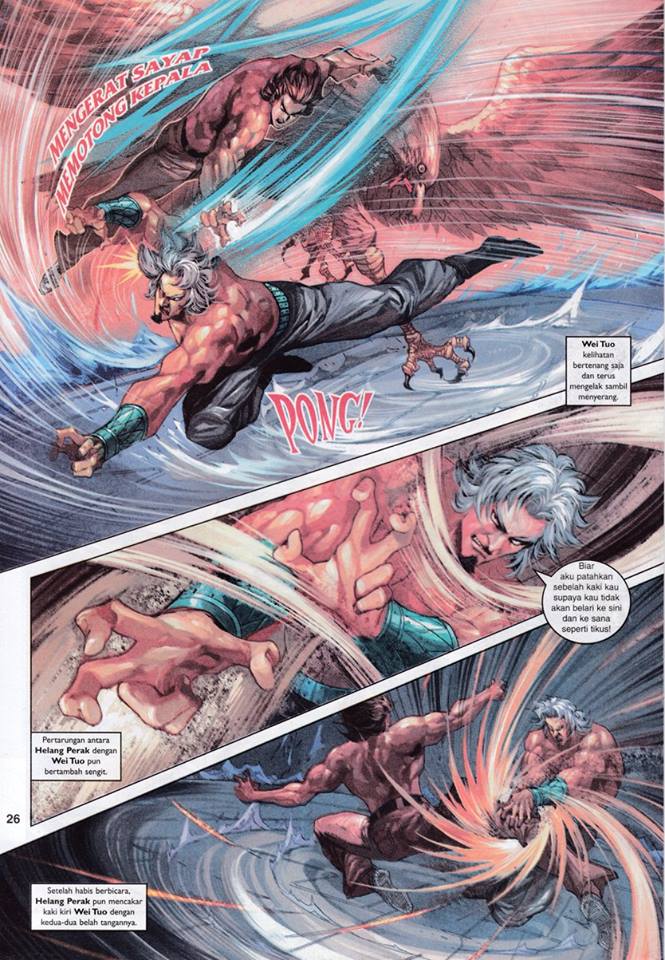 MENGERAT SAYAP
MEMOTONG KEPALA
Wei Tuo
kelihatan
bertenang saja
dan terus
mengelak sambil
menyerang.
PONG!
Biar
aku patahkan
sebelah kaki kau
supaya kau tidak
akan belari ke sini
dan ke sana
seperti tikus!
Pertarungan antara
Helang Perak dengan
Wei Tuo pun
bertambah sengit.
26
Setelah habis berbicara,
Helang Perak pun mencakar
kaki kiri Wei Tuo dengan
kedua-dua belah tangannya.